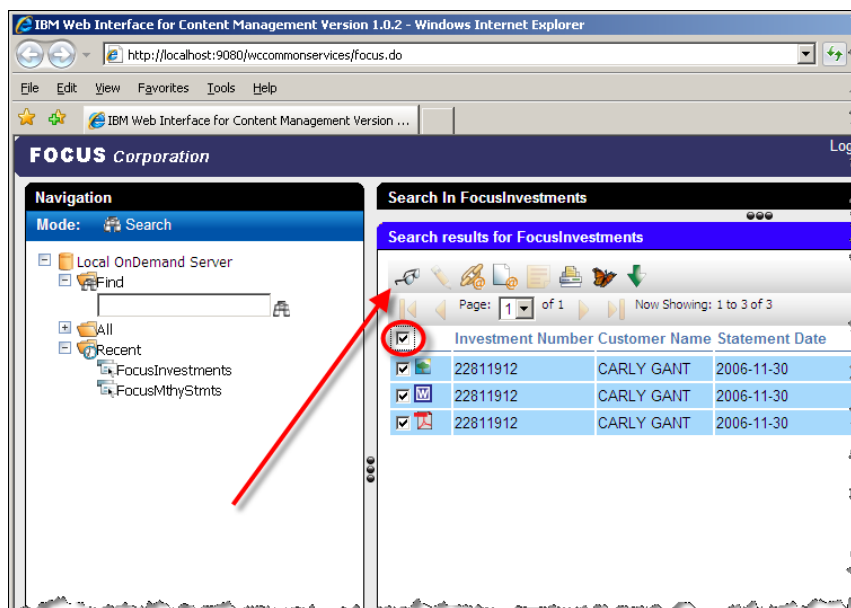 IBM Web Interface for Content Management Version 1.0.2 - Windows Internet Explorer
http://localhost:9080/wccommonservices/focus.do
File Edit View Favorites Tools Help
IBM Web Interface for Content Management Version ...
FOCUS Corporation
Log
Navigation
Mode: Search
Local OnDemand Server
Find
All
Recent
FocusInvestments
FocusMthyStmts
Search In FocusInvestments
Search results for FocusInvestments
Page: 1 of 1 Now Showing: 1 to 3 of 3
Investment Number Customer Name Statement Date
22811912 CARLY GANT 2006-11-30
W 22811912 CARLY GANT 2006-11-30
22811912 CARLY GANT 2006-11-30